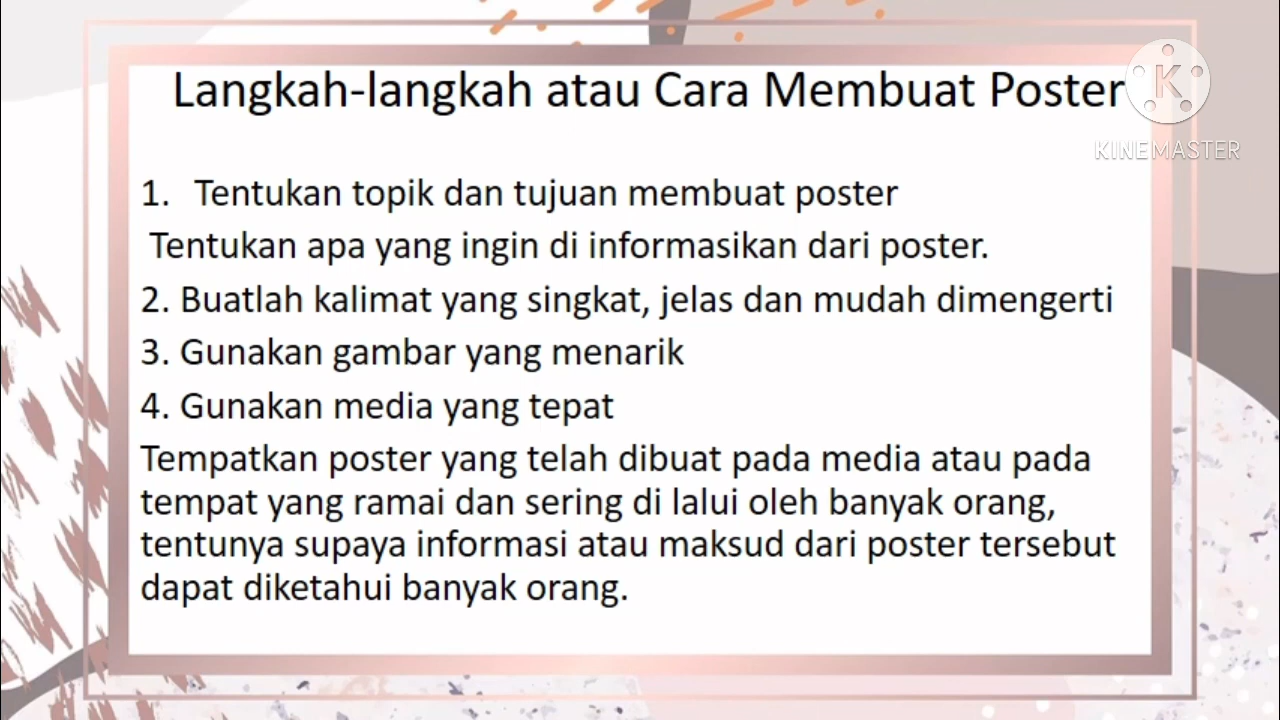 Langkah-langkah atau Cara Membuat Poster
K
KINEMASTER
1. Tentukan topik dan tujuan membuat poster
Tentukan apa yang ingin di informasikan dari poster.
2. Buatlah kalimat yang singkat, jelas dan mudah dimengerti
3. Gunakan gambar yang menarik
4. Gunakan media yang tepat
Tempatkan poster yang telah dibuat pada media atau pada
tempat yang ramai dan sering di lalui oleh banyak orang,
tentunya supaya informasi atau maksud dari poster tersebut
dapat diketahui banyak orang.